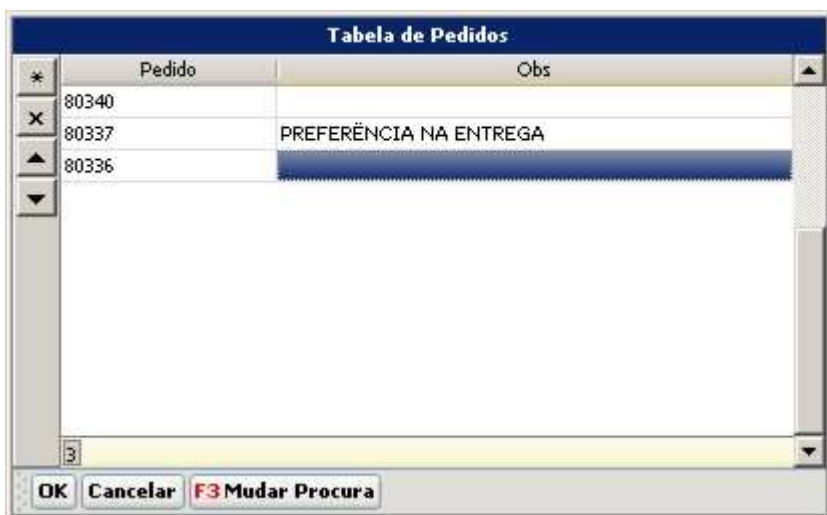 Tabela de Pedidos
Pedido Obs
80340
80337 PREFERËNCIA NA ENTREGA
80336
3
OK Cancelar F3 Mudar Procura